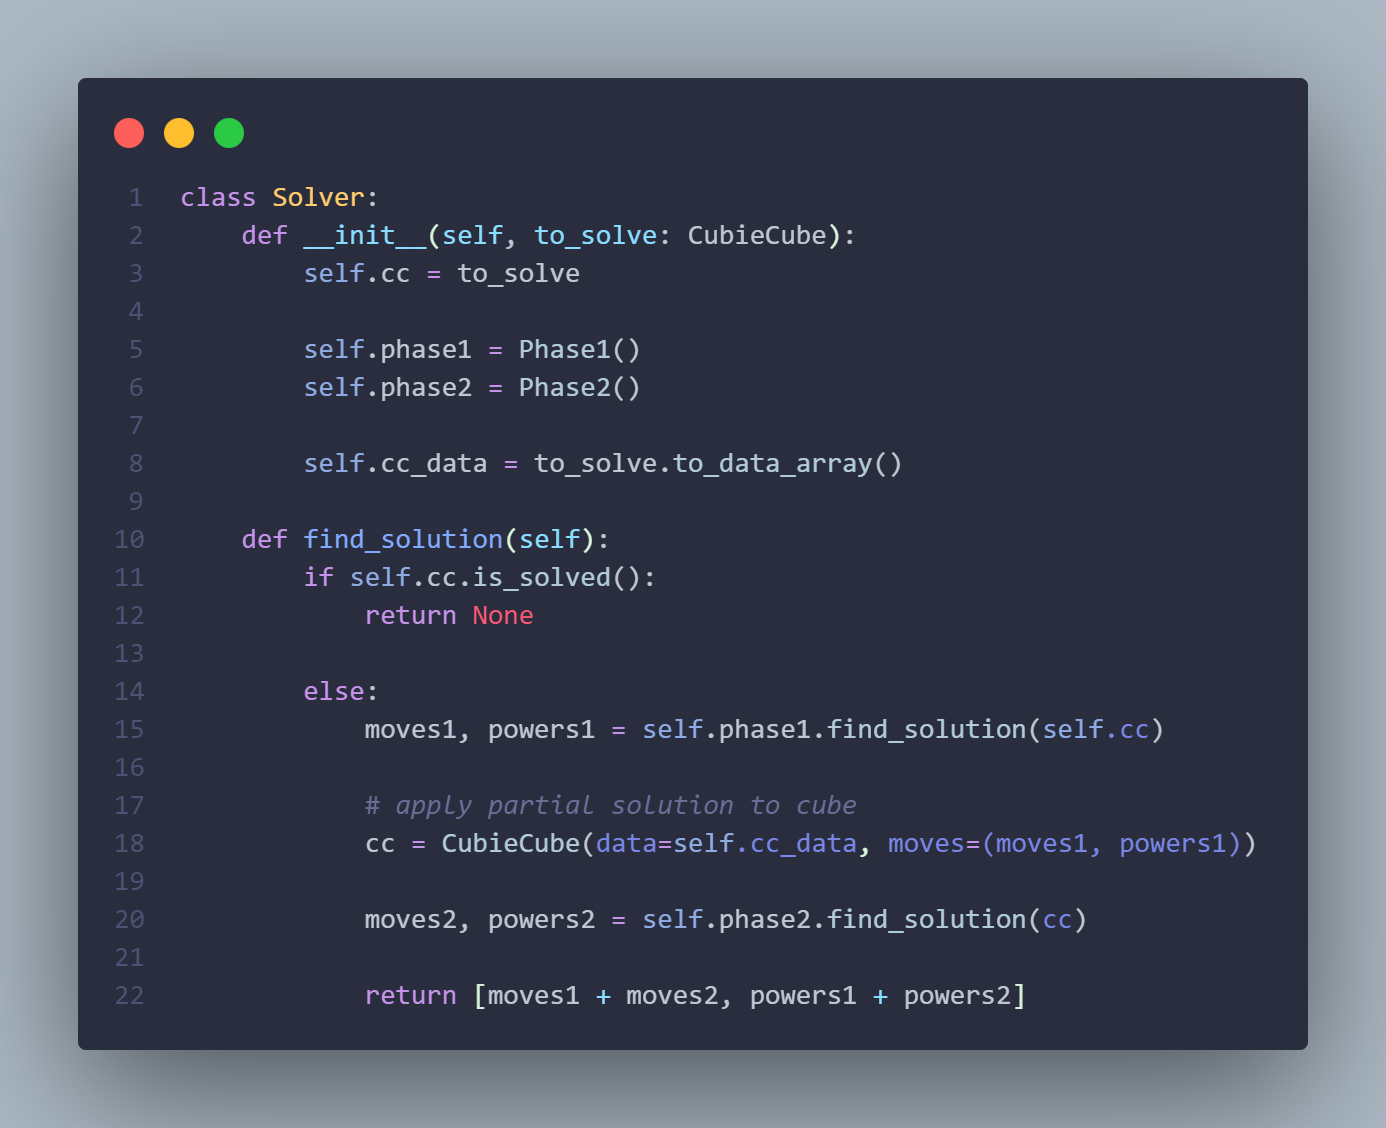 1 class Solver:
2     def __init__(self, to_solve: CubieCube):
3         self.cc = to_solve
4
5         self.phase1 = Phase1()
6         self.phase2 = Phase2()
7
8         self.cc_data = to_solve.to_data_array()
9
10     def find_solution(self):
11         if self.cc.is_solved():
12             return None
13
14         else:
15             moves1, powers1 = self.phase1.find_solution(self.cc)
16
17             # apply partial solution to cube
18             cc = CubieCube(data=self.cc_data, moves=(moves1, powers1))
19
20             moves2, powers2 = self.phase2.find_solution(cc)
21
22             return [moves1 + moves2, powers1 + powers2]